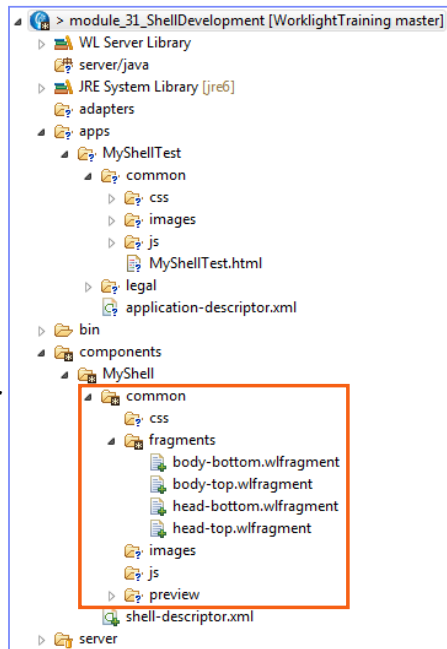 > module_31_ShellDevelopment [WorklightTraining master]
WL Server Library
server/java
JRE System Library [jre6]
adapters
apps
MyShellTest
common
css
images
js
MyShellTest.html
legal
application-descriptor.xml
bin
components
MyShell
common
css
fragments
body-bottom.wlfragment
body-top.wlfragment
head-bottom.wlfragment
head-top.wlfragment
images
js
preview
shell-descriptor.xml
server